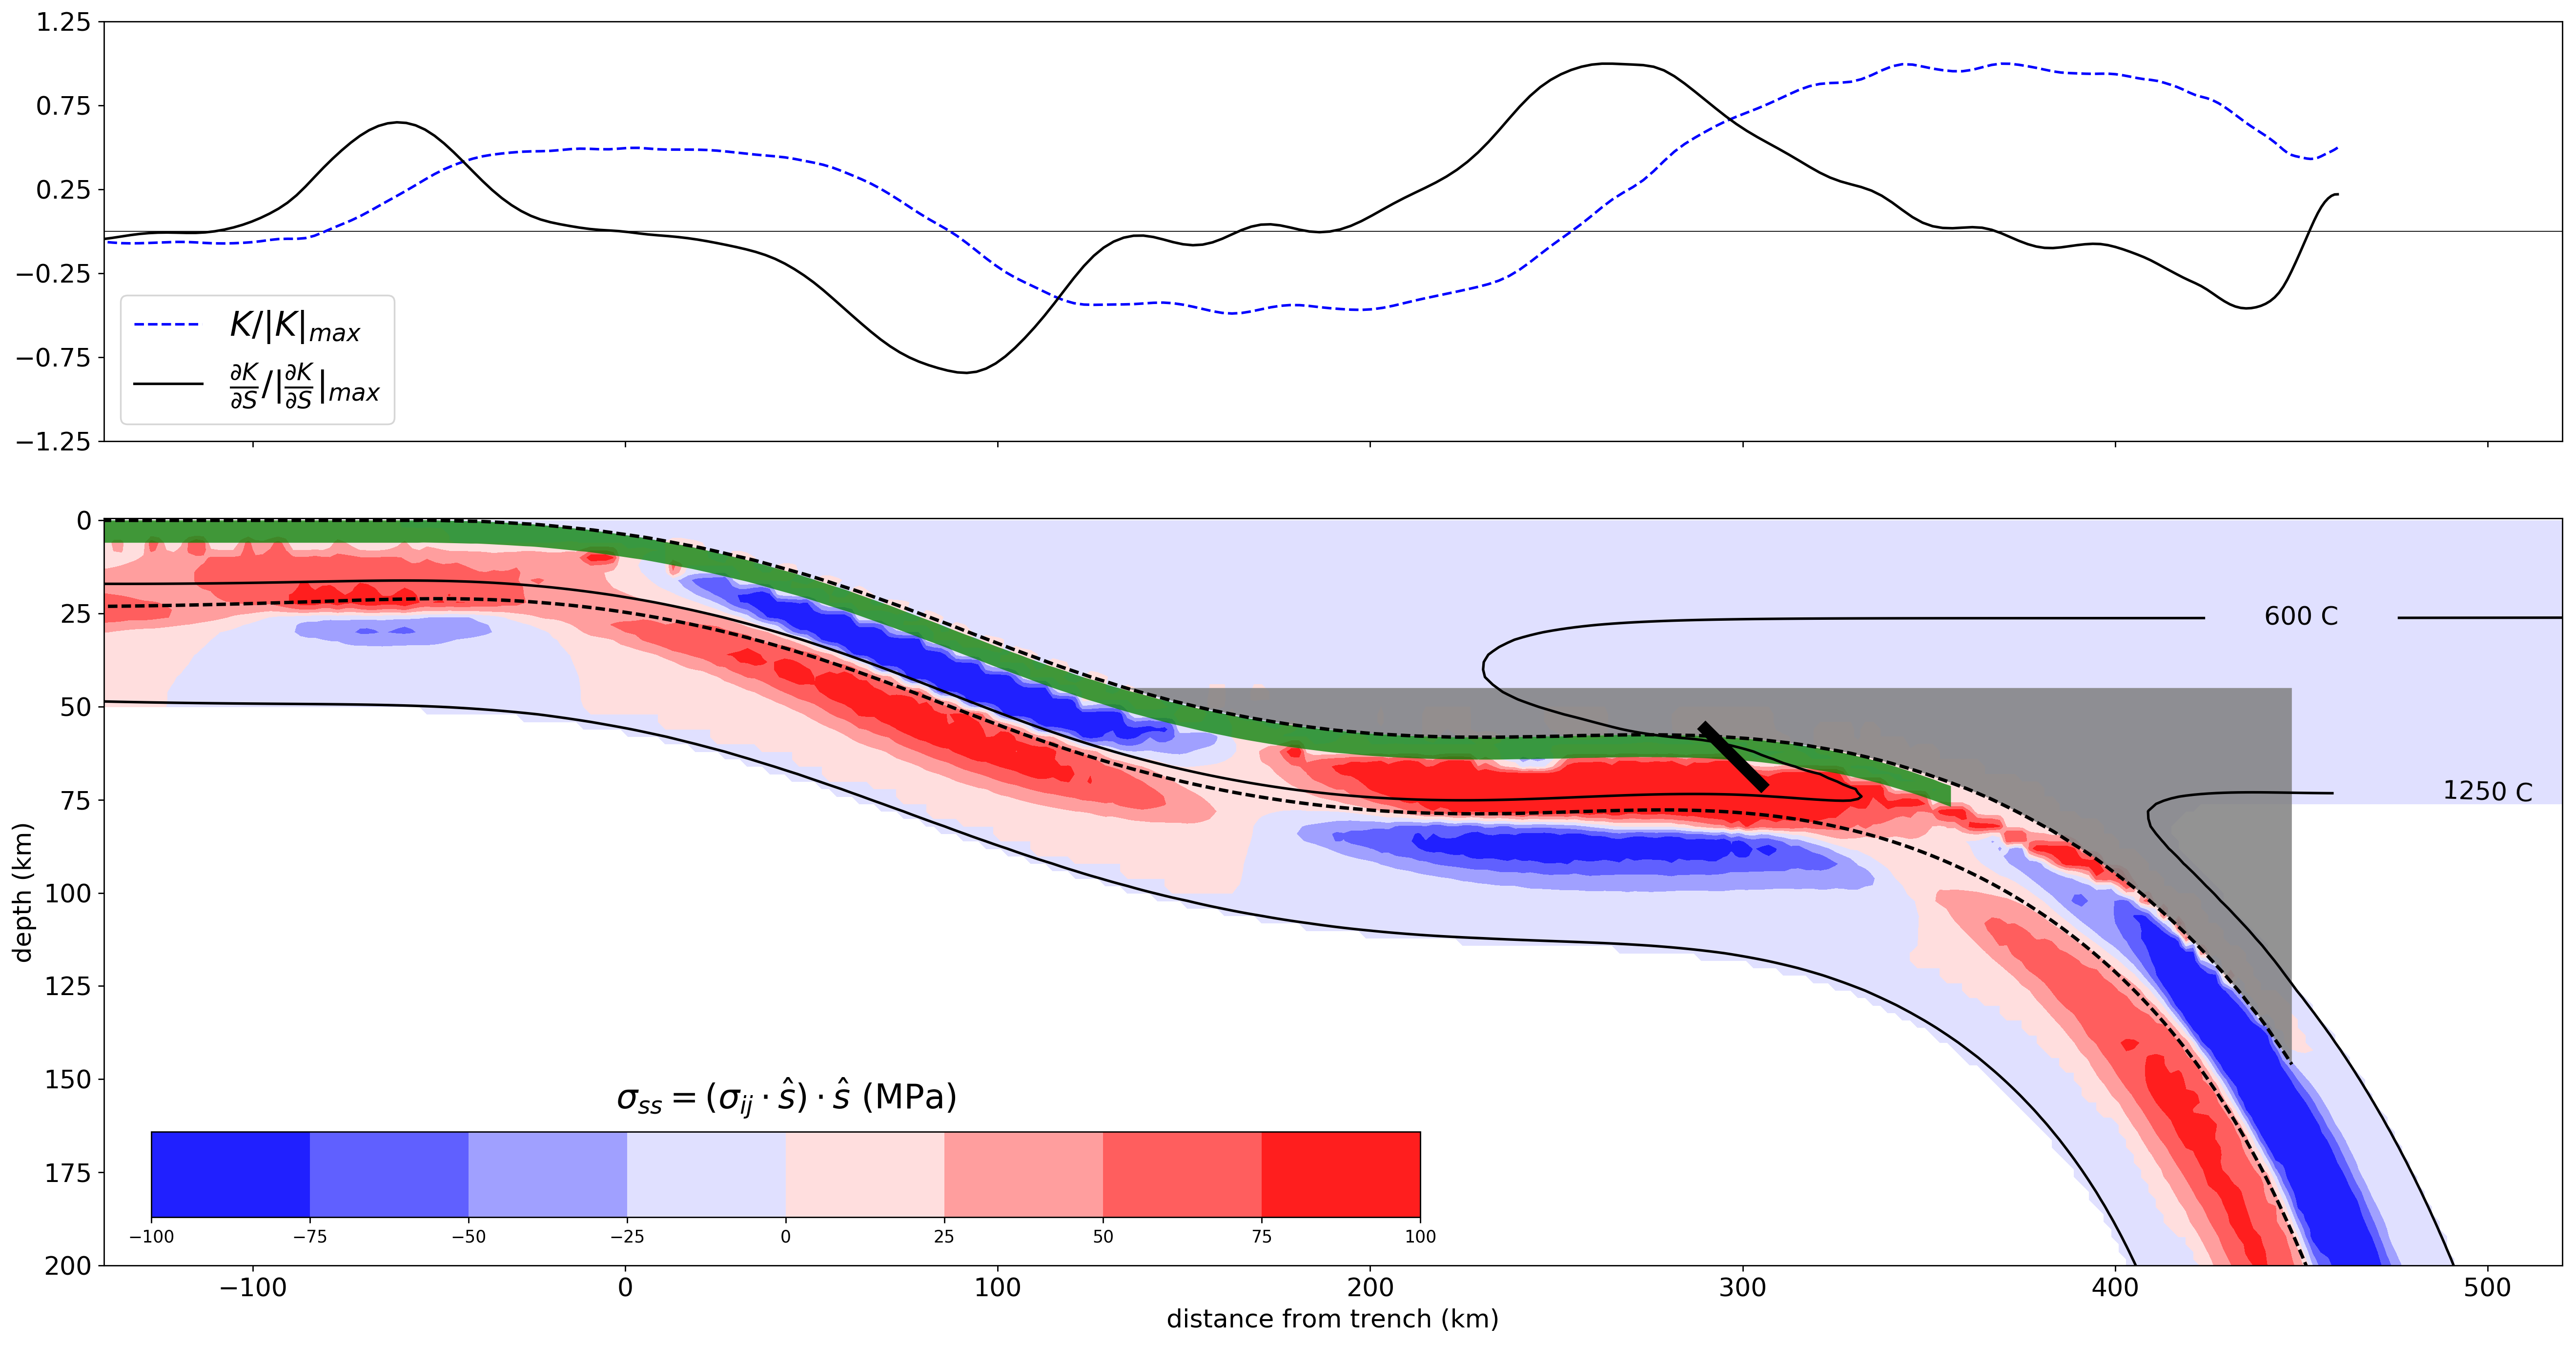 1.25
0.75
0.25
−0.25
−0.75
−1.25
K/|K|max
∂K/∂S/|∂K/∂S|max
0
25
50
75
100
125
150
175
200
depth (km)
600 C
1250 C
σss = (σij · ŝ) · ŝ (MPa)
−100 −75 −50 −25 0 25 50 75 100
−100 0 100 200 300 400 500
distance from trench (km)